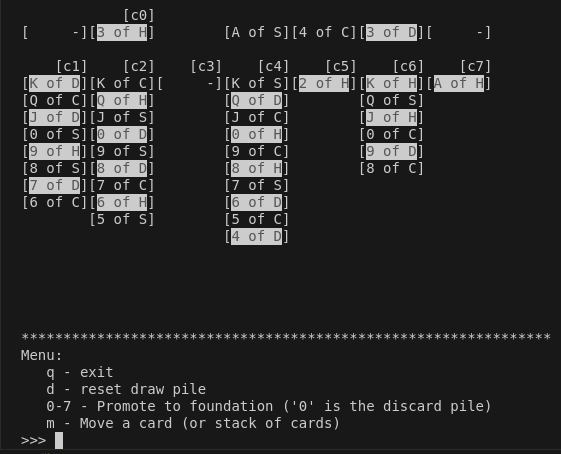 [c0]
[     -][3 of H]        [A of S][4 of C][3 of D][     -]
[c1]    [c2]    [c3]    [c4]    [c5]    [c6]    [c7]
[K of D][K of C][     -][K of S][2 of H][K of H][A of H]
[Q of C][Q of H]        [Q of D]        [Q of S]
[J of D][J of S]        [J of C]        [J of H]
[0 of S][0 of D]        [0 of H]        [0 of C]
[9 of H][9 of S]        [9 of C]        [9 of D]
[8 of S][8 of D]        [8 of H]        [8 of C]
[7 of D][7 of C]        [7 of S]
[6 of C][6 of H]        [6 of D]
[5 of S]        [5 of C]
[4 of D]
***************************************************************
Menu:
q - exit
d - reset draw pile
0-7 - Promote to foundation ('0' is the discard pile)
m - Move a card (or stack of cards)
>>>